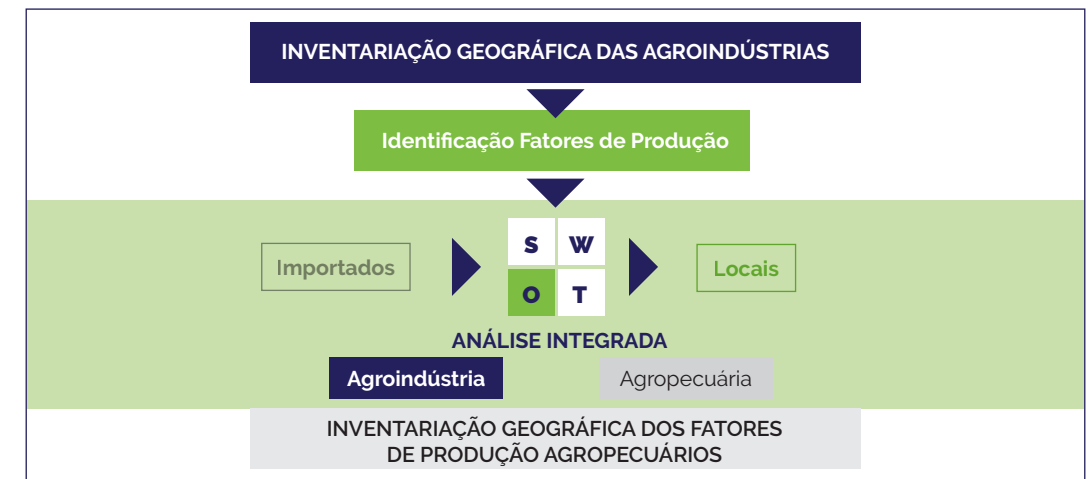 INVENTARIAÇÃO GEOGRÁFICA DAS AGROINDÚSTRIAS
Identificação Fatores de Produção
Importados
S W
O T
Locais
ANÁLISE INTEGRADA
Agroindústria
Agropecuária
INVENTARIAÇÃO GEOGRÁFICA DOS FATORES
DE PRODUÇÃO AGROPECUÁRIOS